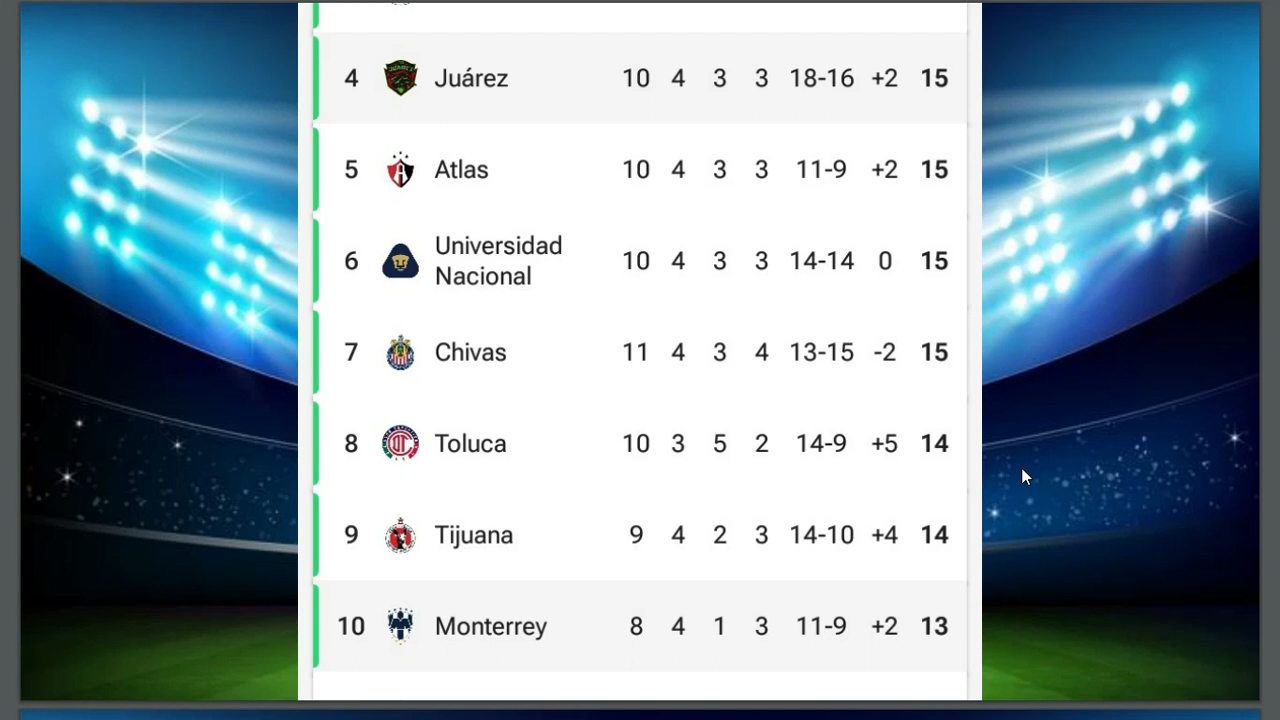 4 Juárez 10 4 3 3 18-16 +2 15
5 Atlas 10 4 3 3 11-9 +2 15
6 Universidad Nacional 10 4 3 3 14-14 0 15
7 Chivas 11 4 3 4 13-15 -2 15
8 Toluca 10 3 5 2 14-9 +5 14
9 Tijuana 9 4 2 3 14-10 +4 14
10 Monterrey 8 4 1 3 11-9 +2 13